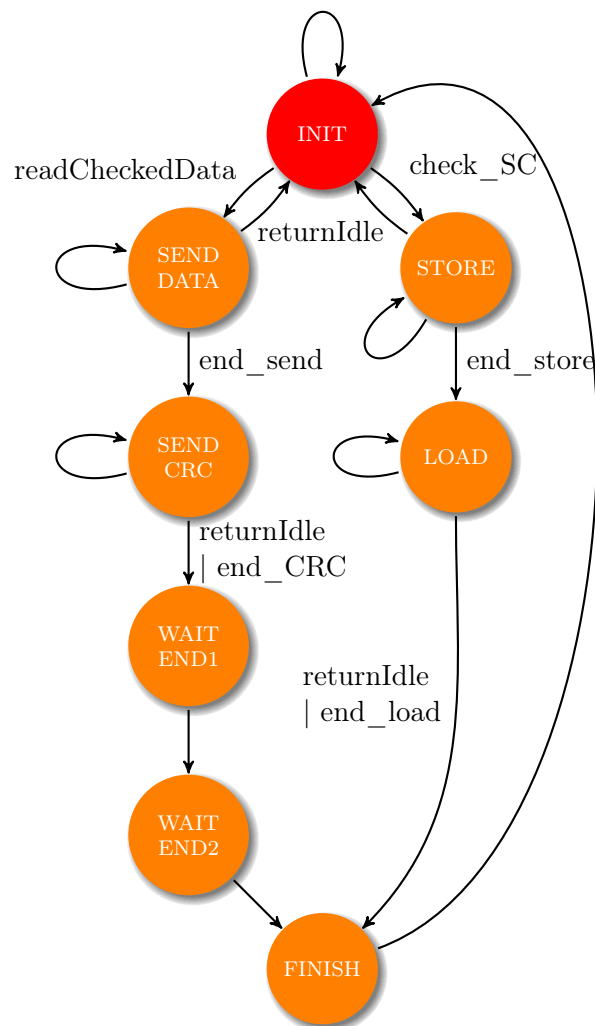 INIT
readCheckedData
check_SC
returnIdle
SEND
DATA
STORE
end_send
end_store
SEND
CRC
LOAD
returnIdle
| end_CRC
WAIT
END1
returnIdle
| end_load
WAIT
END2
FINISH